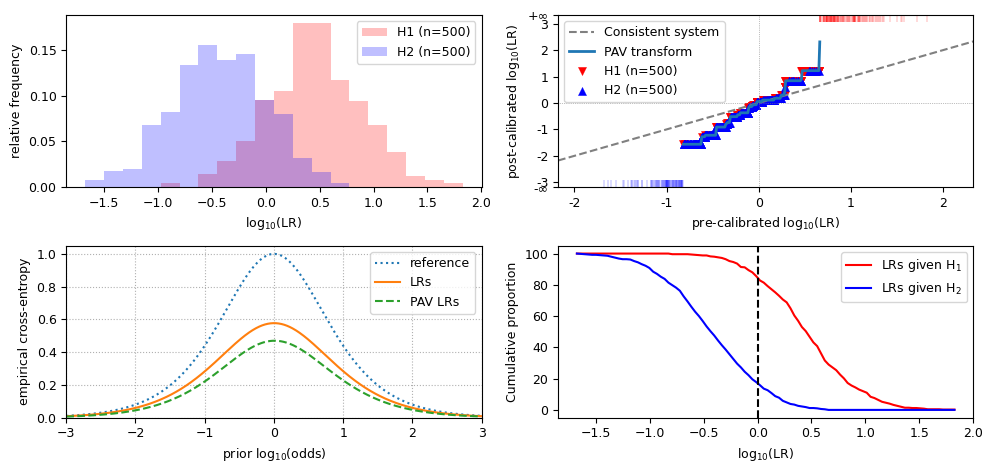 relative frequency
0.15
0.10
0.05
0.00
H1 (n=500)
H2 (n=500)
−1.5
−1.0
−0.5
0.0
0.5
1.0
1.5
2.0
log₁₀(LR)
post-calibrated log₁₀(LR)
+∞
3
2
1
0
-1
-2
-3
-∞
Consistent system
PAV transform
H1 (n=500)
H2 (n=500)
-2
-1
0
1
2
pre-calibrated log₁₀(LR)
empirical cross-entropy
1.0
0.8
0.6
0.4
0.2
0.0
reference
LRs
PAV LRs
−3
−2
−1
0
1
2
3
prior log₁₀(odds)
Cumulative proportion
100
80
60
40
20
0
LRs given H₁
LRs given H₂
−1.5
−1.0
−0.5
0.0
0.5
1.0
1.5
2.0
log₁₀(LR)